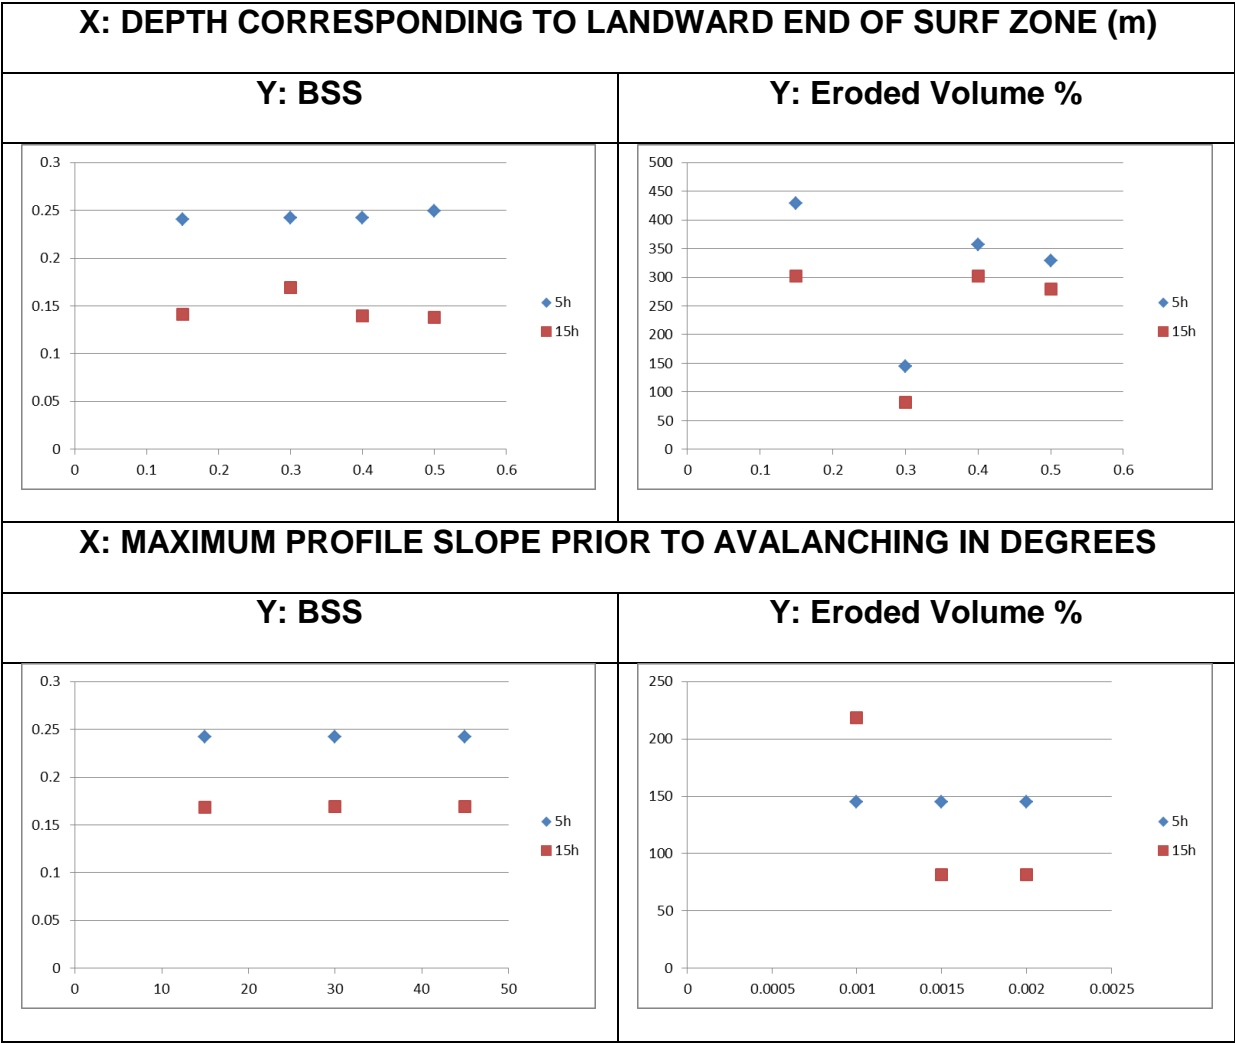 X: DEPTH CORRESPONDING TO LANDWARD END OF SURF ZONE (m)
Y: BSS
Y: Eroded Volume %
0.3
0.25
0.2
0.15
0.1
0.05
0
0 0.1 0.2 0.3 0.4 0.5 0.6
5h
15h
500
450
400
350
300
250
200
150
100
50
0
0 0.1 0.2 0.3 0.4 0.5 0.6
5h
15h
X: MAXIMUM PROFILE SLOPE PRIOR TO AVALANCHING IN DEGREES
Y: BSS
Y: Eroded Volume %
0.3
0.25
0.2
0.15
0.1
0.05
0
0 10 20 30 40 50
5h
15h
250
200
150
100
50
0
0 0.0005 0.001 0.0015 0.002 0.0025
5h
15h